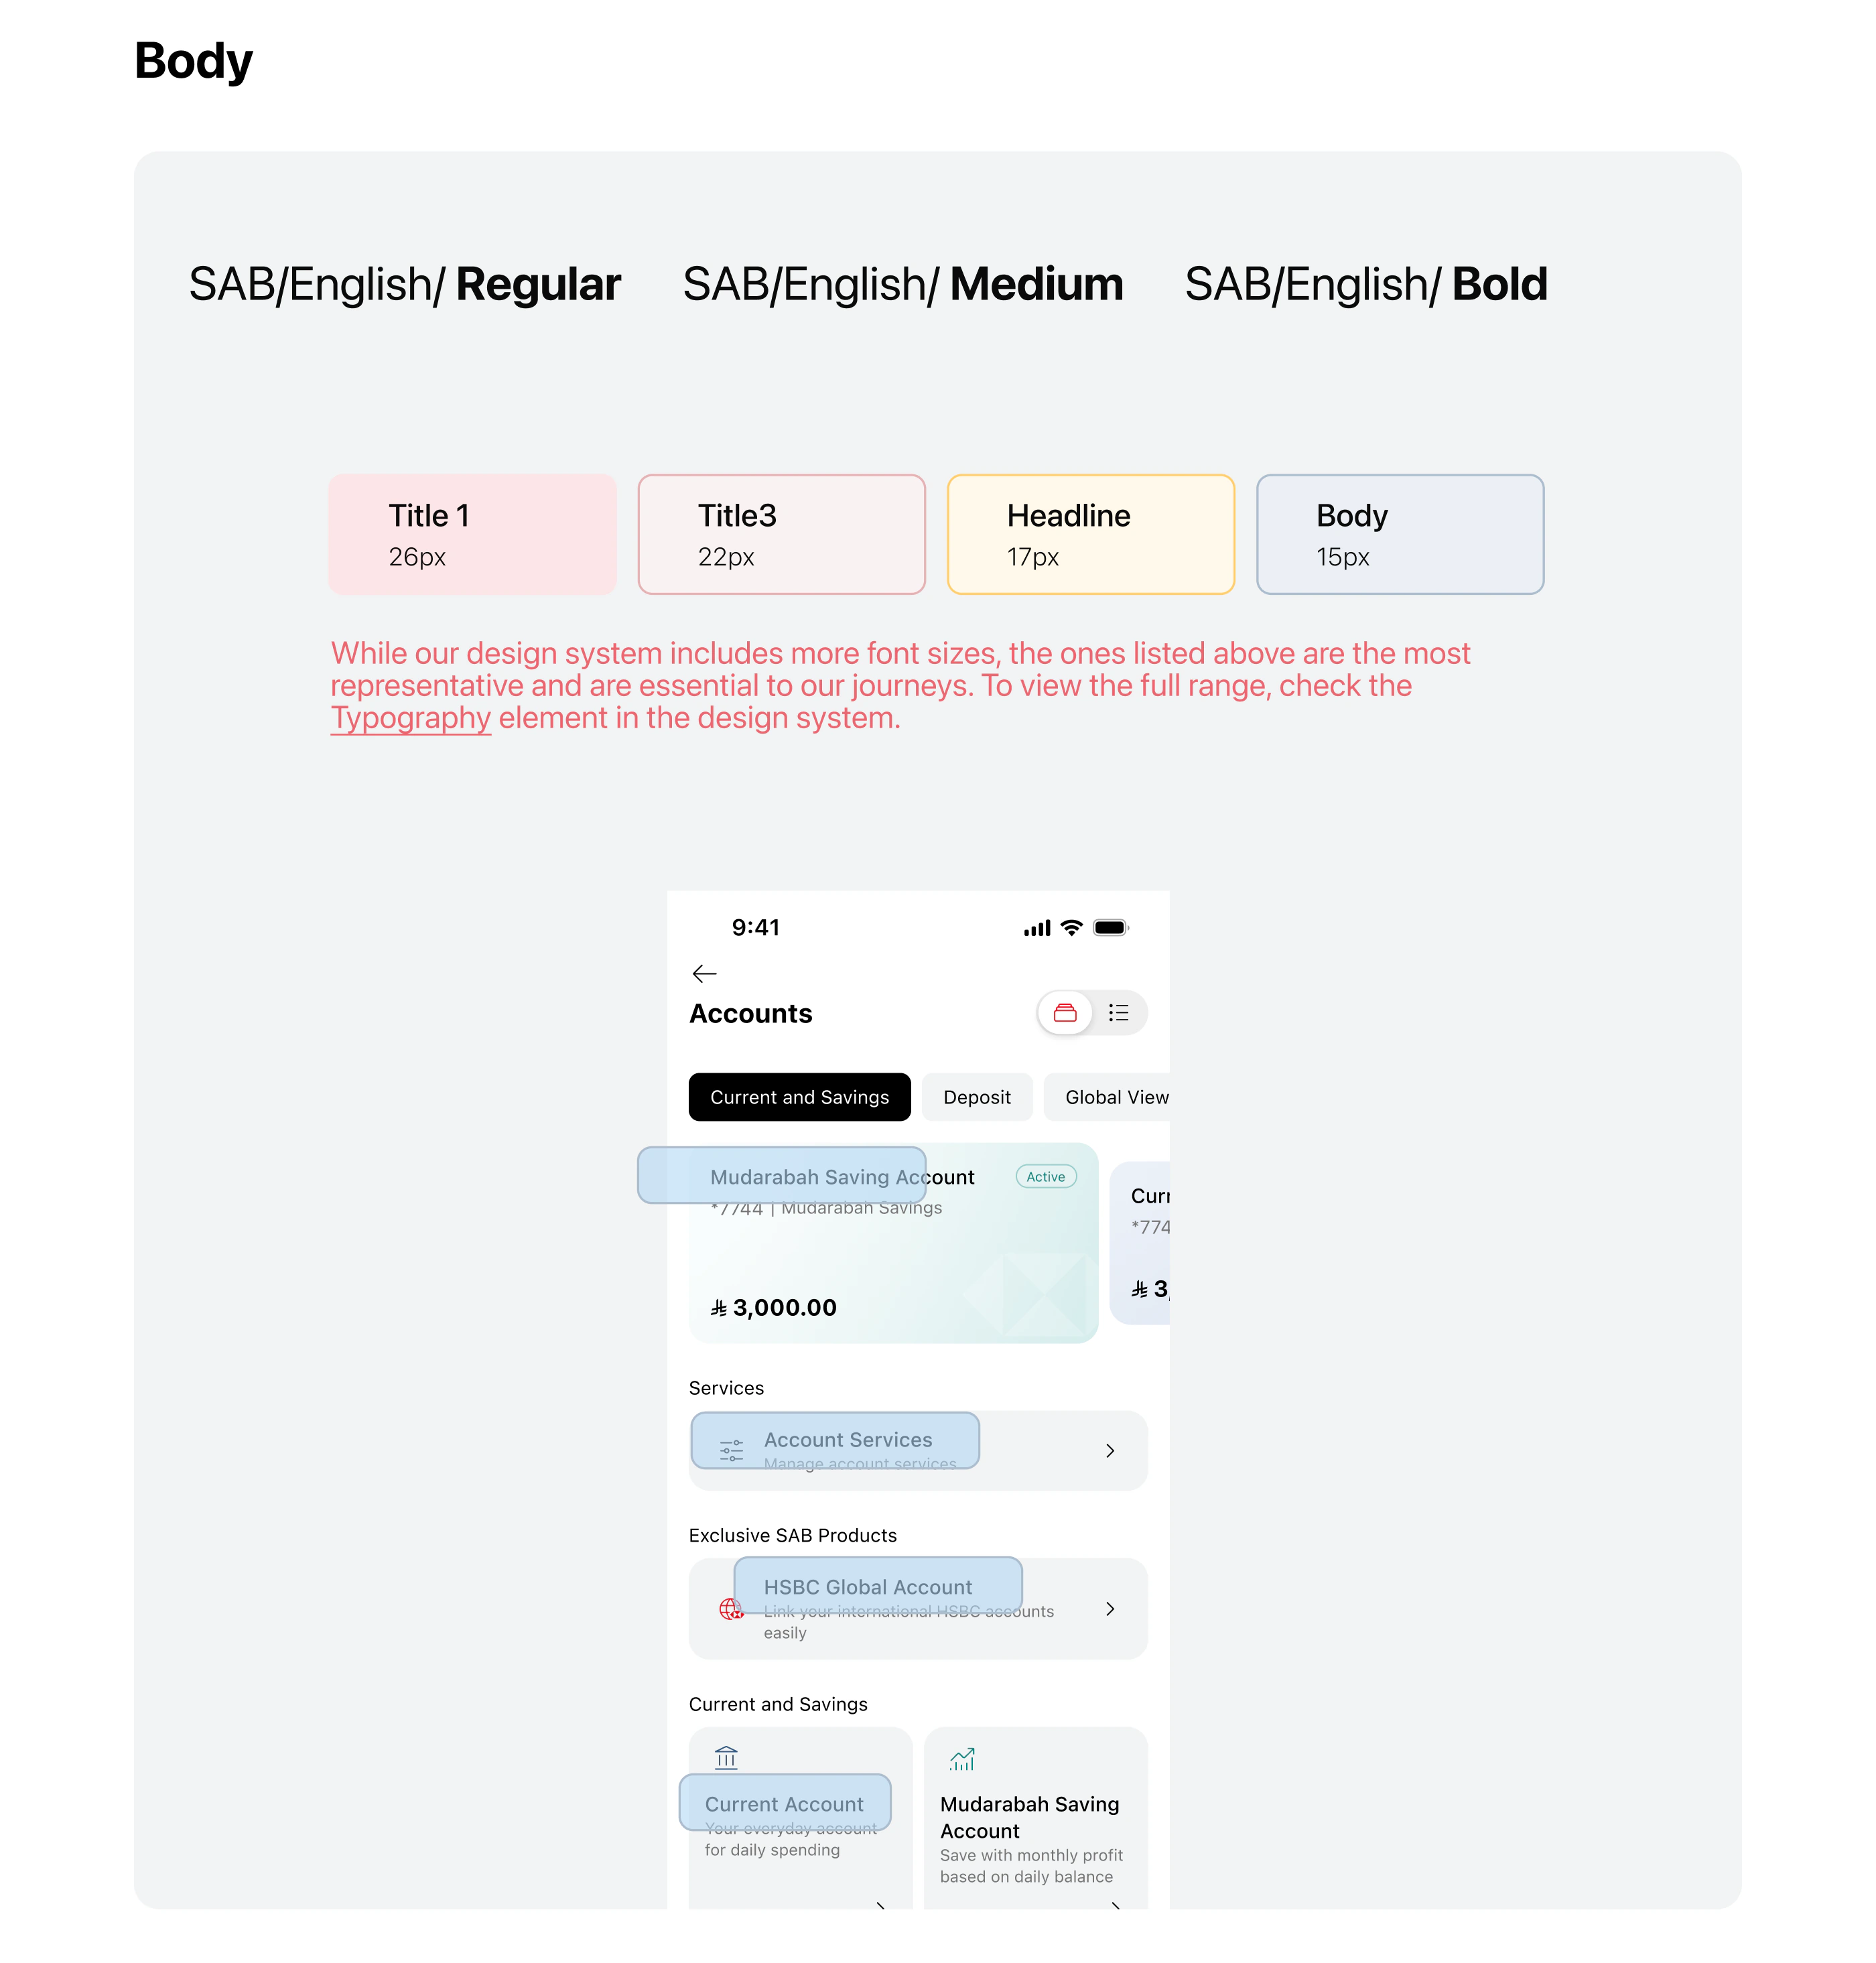 Body
SAB/English/ Regular
SAB/English/ Medium
SAB/English/ Bold
Title 1
26px
Title3
22px
Headline
17px
Body
15px
While our design system includes more font sizes, the ones listed above are the most
representative and are essential to our journeys. To view the full range, check the
Typography element in the design system.
9:41
Accounts
Current and Savings
Deposit
Global View
Mudarabah Saving Account
Active
*7744 | Mudarabah Savings
⃁ 3,000.00
Curr
*774
⃁ 3,
Services
Account Services
Manage account services
Exclusive SAB Products
HSBC Global Account
Link your international HSBC accounts
easily
Current and Savings
Current Account
Your everyday account
for daily spending
Mudarabah Saving
Account
Save with monthly profit
based on daily balance